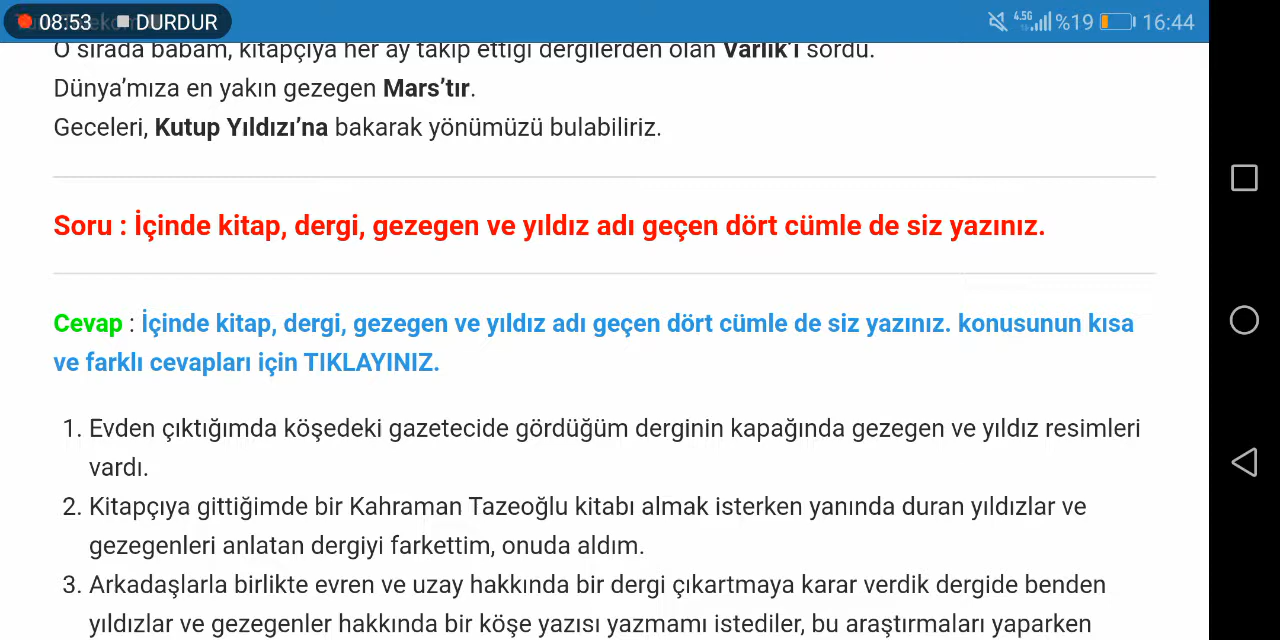 08:53 DURDUR 4.5G %19 16:44
O sırada babam, kitapçıya her ay takip ettiği dergilerden olan Varlık'ı sordu.
Dünya’mıza en yakın gezegen Mars’tır.
Geceleri, Kutup Yıldızı’na bakarak yönümüzü bulabiliriz.
Soru : İçinde kitap, dergi, gezegen ve yıldız adı geçen dört cümle de siz yazınız.
Cevap : İçinde kitap, dergi, gezegen ve yıldız adı geçen dört cümle de siz yazınız. konusunun kısa
ve farklı cevapları için TIKLAYINIZ.
1. Evden çıktığımda köşedeki gazetecide gördüğüm derginin kapağında gezegen ve yıldız resimleri
vardı.
2. Kitapçıya gittiğimde bir Kahraman Tazeoğlu kitabı almak isterken yanında duran yıldızlar ve
gezegenleri anlatan dergiyi farkettim, onuda aldım.
3. Arkadaşlarla birlikte evren ve uzay hakkında bir dergi çıkartmaya karar verdik dergide benden
yıldızlar ve gezegenler hakkında bir köşe yazısı yazmamı istediler, bu araştırmaları yaparken